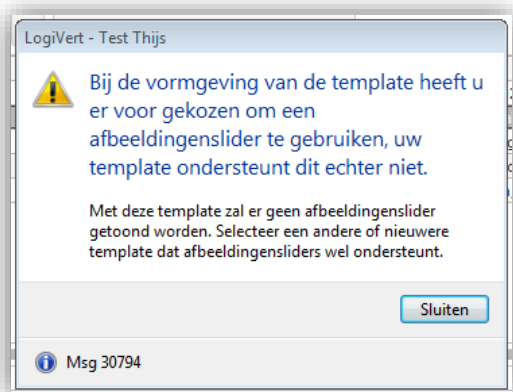 LogiVert - Test Thijs
Bij de vormgeving van de template heeft u
er voor gekozen om een
afbeeldingenslider te gebruiken, uw
template ondersteunt dit echter niet.
Met deze template zal er geen afbeeldingenslider
getoond worden. Selecteer een andere of nieuwere
template dat afbeeldingensliders wel ondersteunt.
Sluiten
Msg 30794